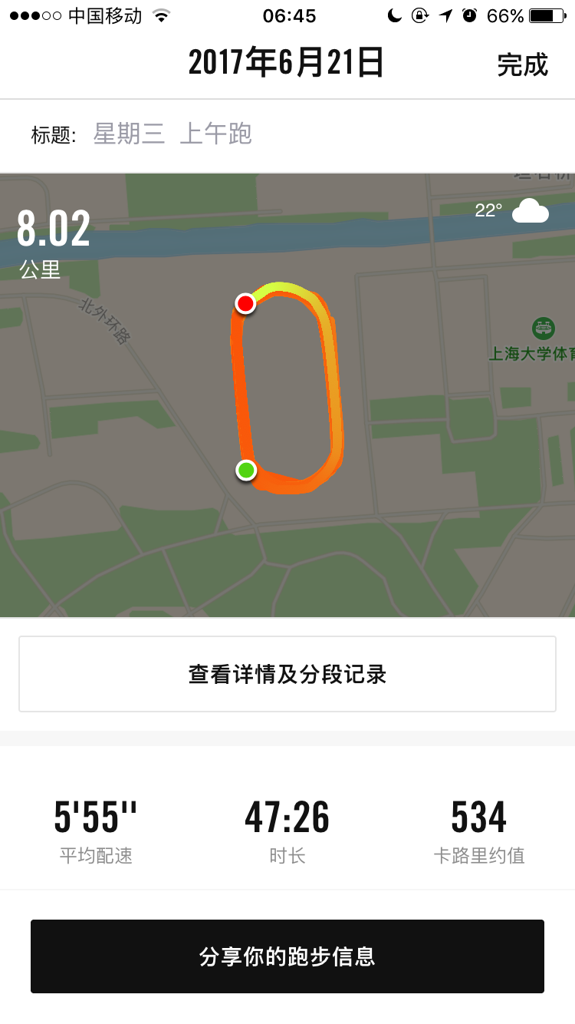 中国移动 06:45 66%
2017年6月21日 完成
标题: 星期三 上午跑
22°
8.02
公里
北外环路
上海大学体育
查看详情及分段记录
5'55" 47:26 534
平均配速 时长 卡路里约值
分享你的跑步信息